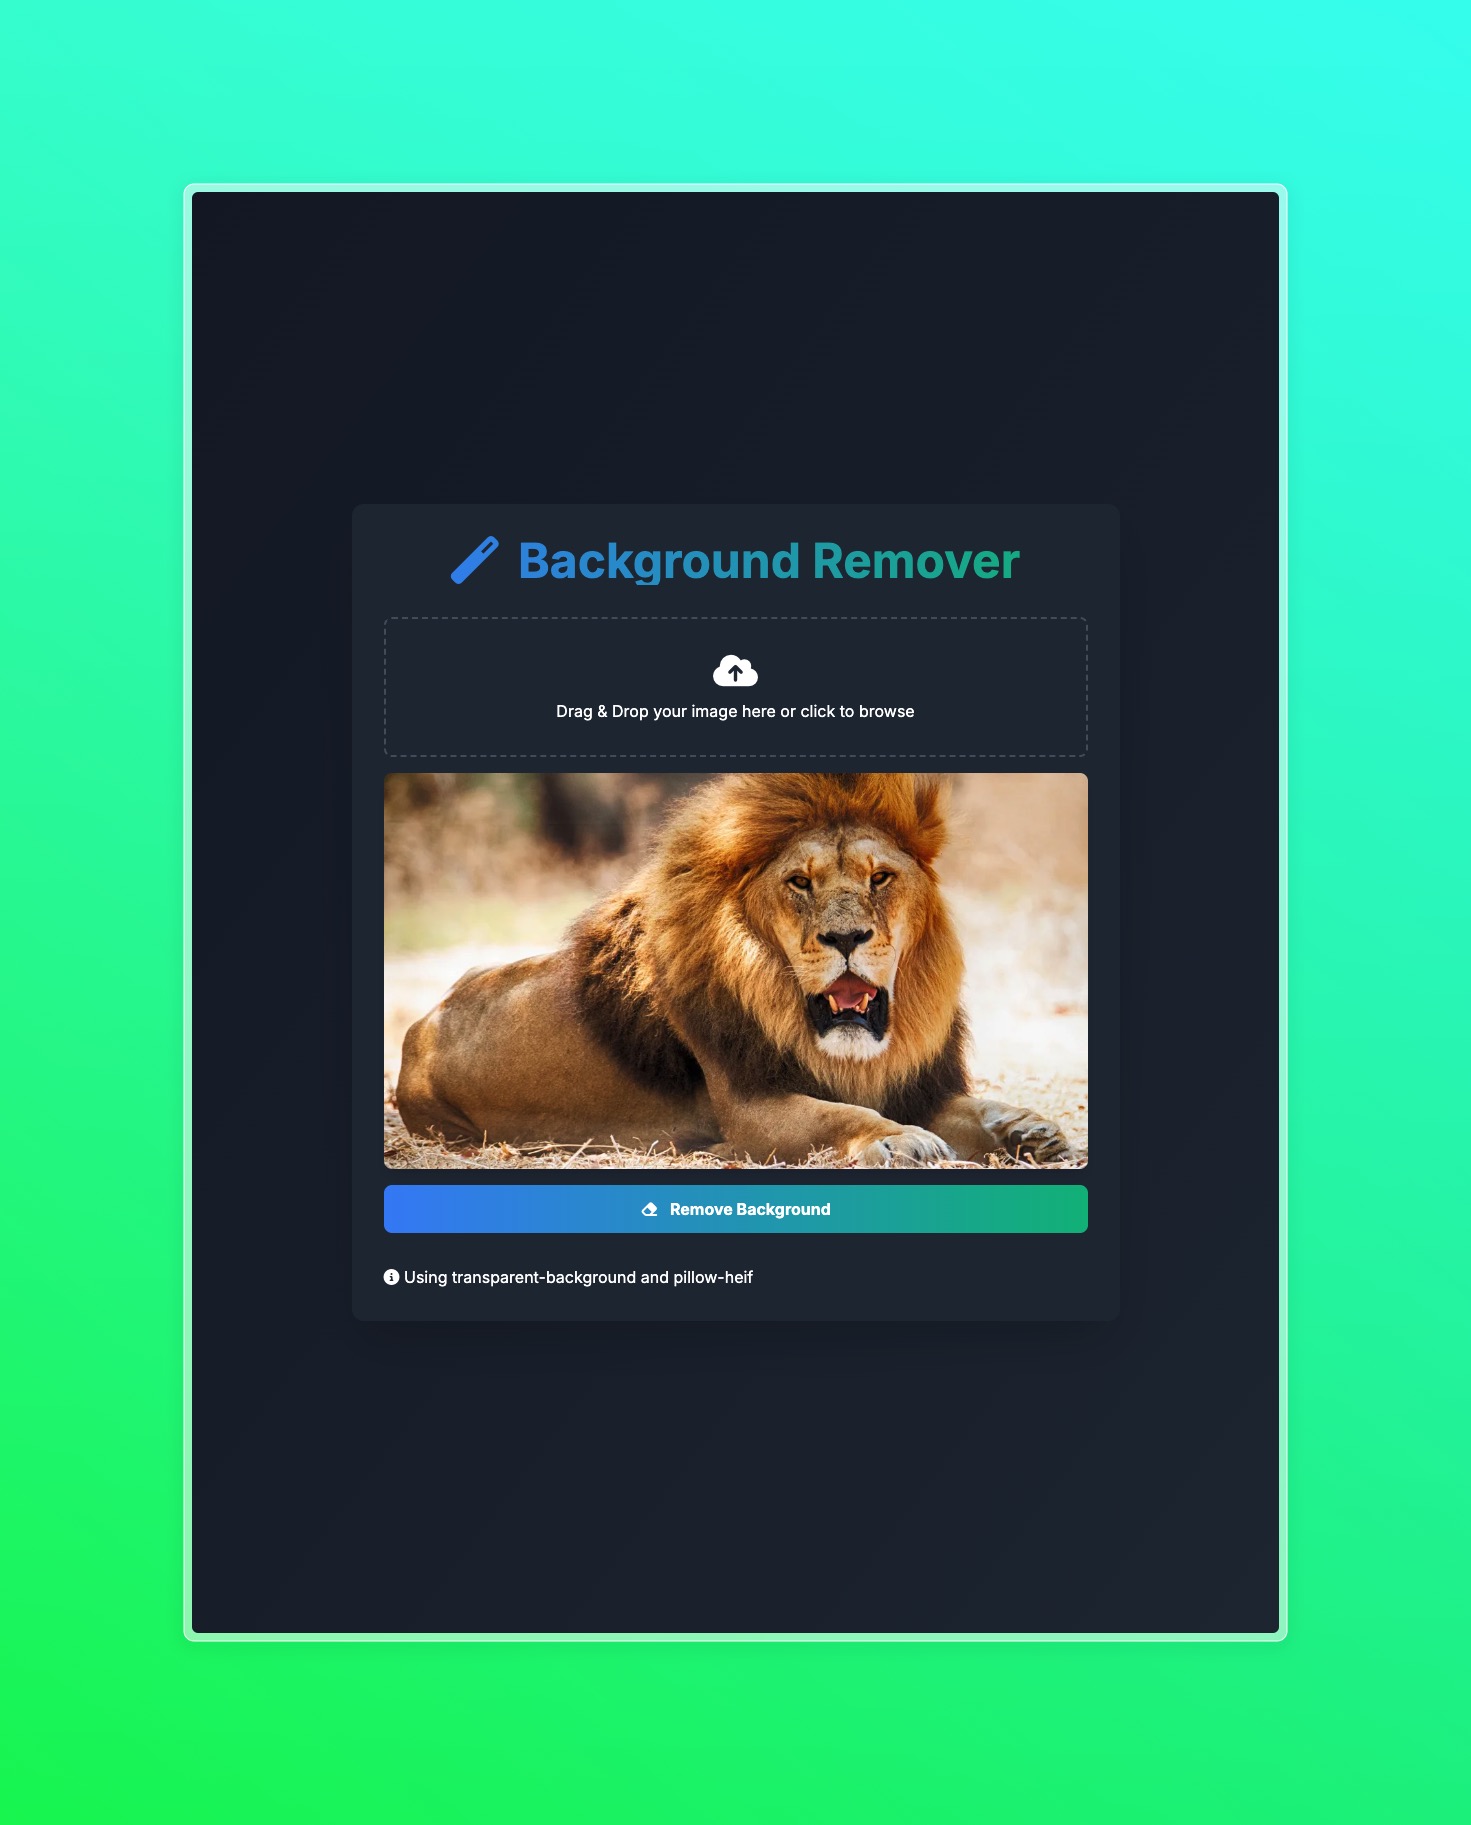 Background Remover
Drag & Drop your image here or click to browse
Remove Background
Using transparent-background and pillow-heif